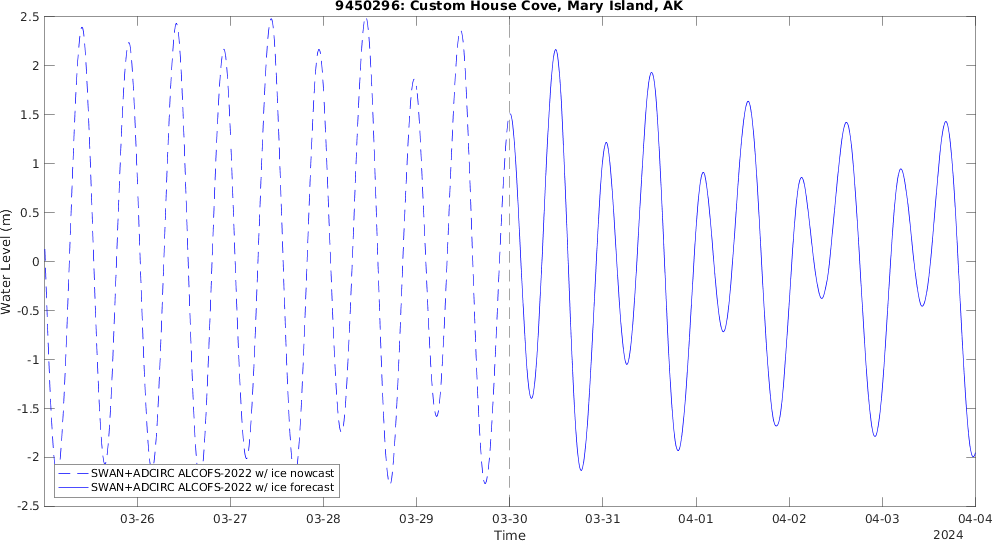 9450296: Custom House Cove, Mary Island, AK
2.5
2
1.5
1
0.5
0
-0.5
-1
-1.5
-2
-2.5
Water Level (m)
SWAN+ADCIRC ALCOFS-2022 w/ ice nowcast
SWAN+ADCIRC ALCOFS-2022 w/ ice forecast
03-26 03-27 03-28 03-29 03-30 03-31 04-01 04-02 04-03 04-04
Time
2024